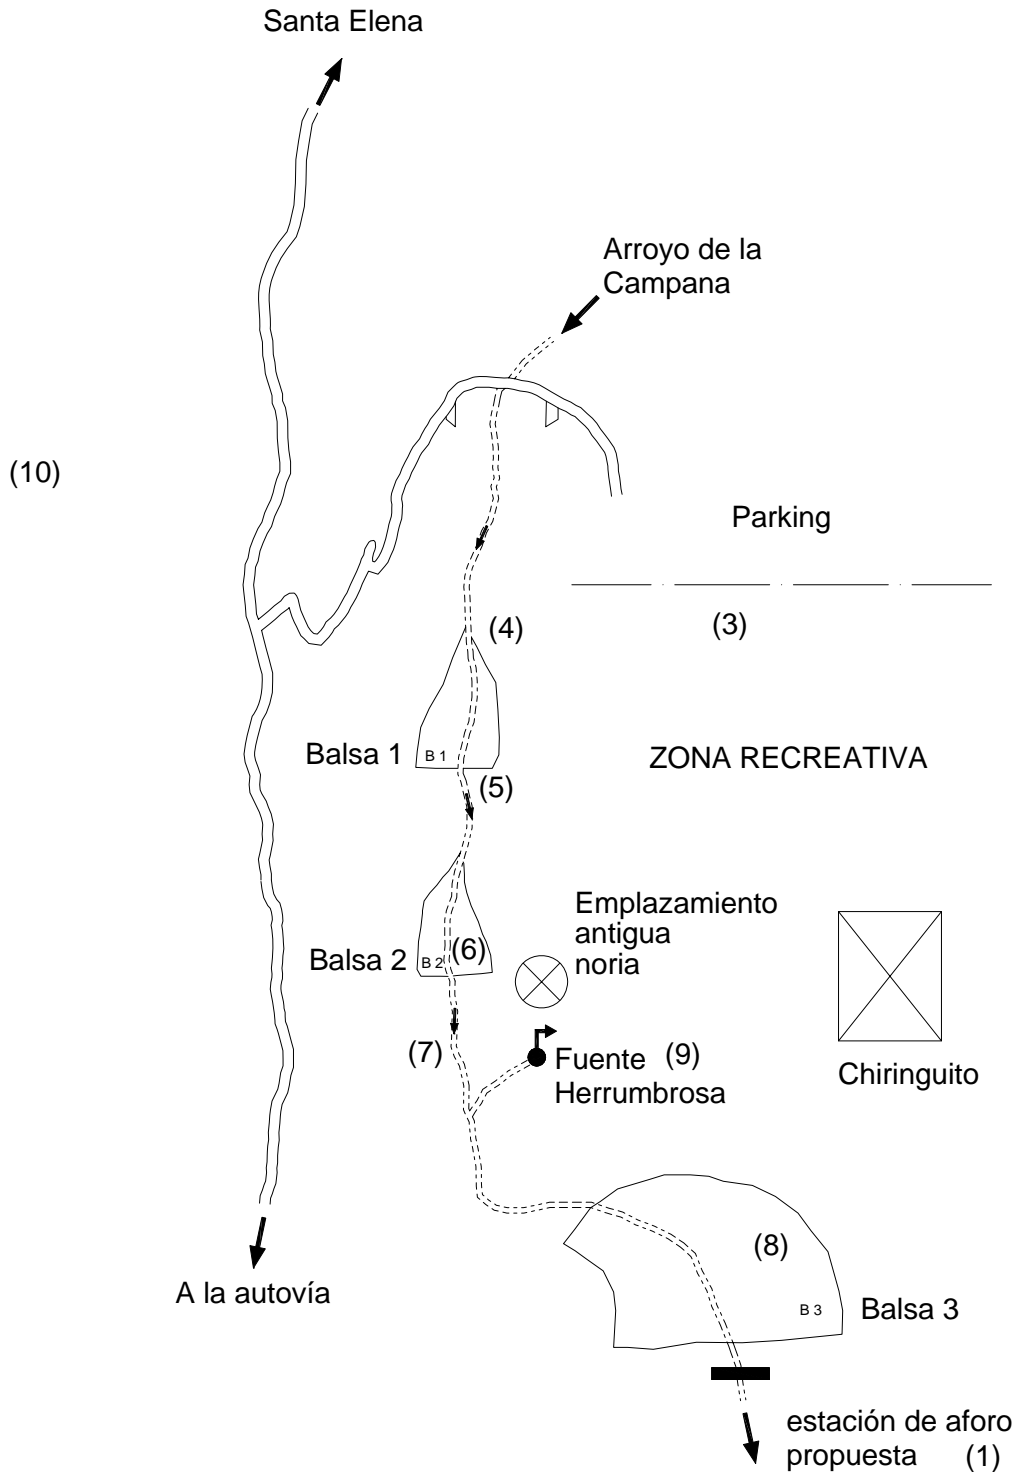 Santa Elena
Arroyo de la
Campana
(10)
Parking
(3)
(4)
Balsa 1
B 1
ZONA RECREATIVA
(5)
Emplazamiento
antigua
noria
Balsa 2
B 2
(6)
(7)
Fuente (9)
Herrumbrosa
Chiringuito
(8)
A la autovía
B 3
Balsa 3
estación de aforo
propuesta (1)